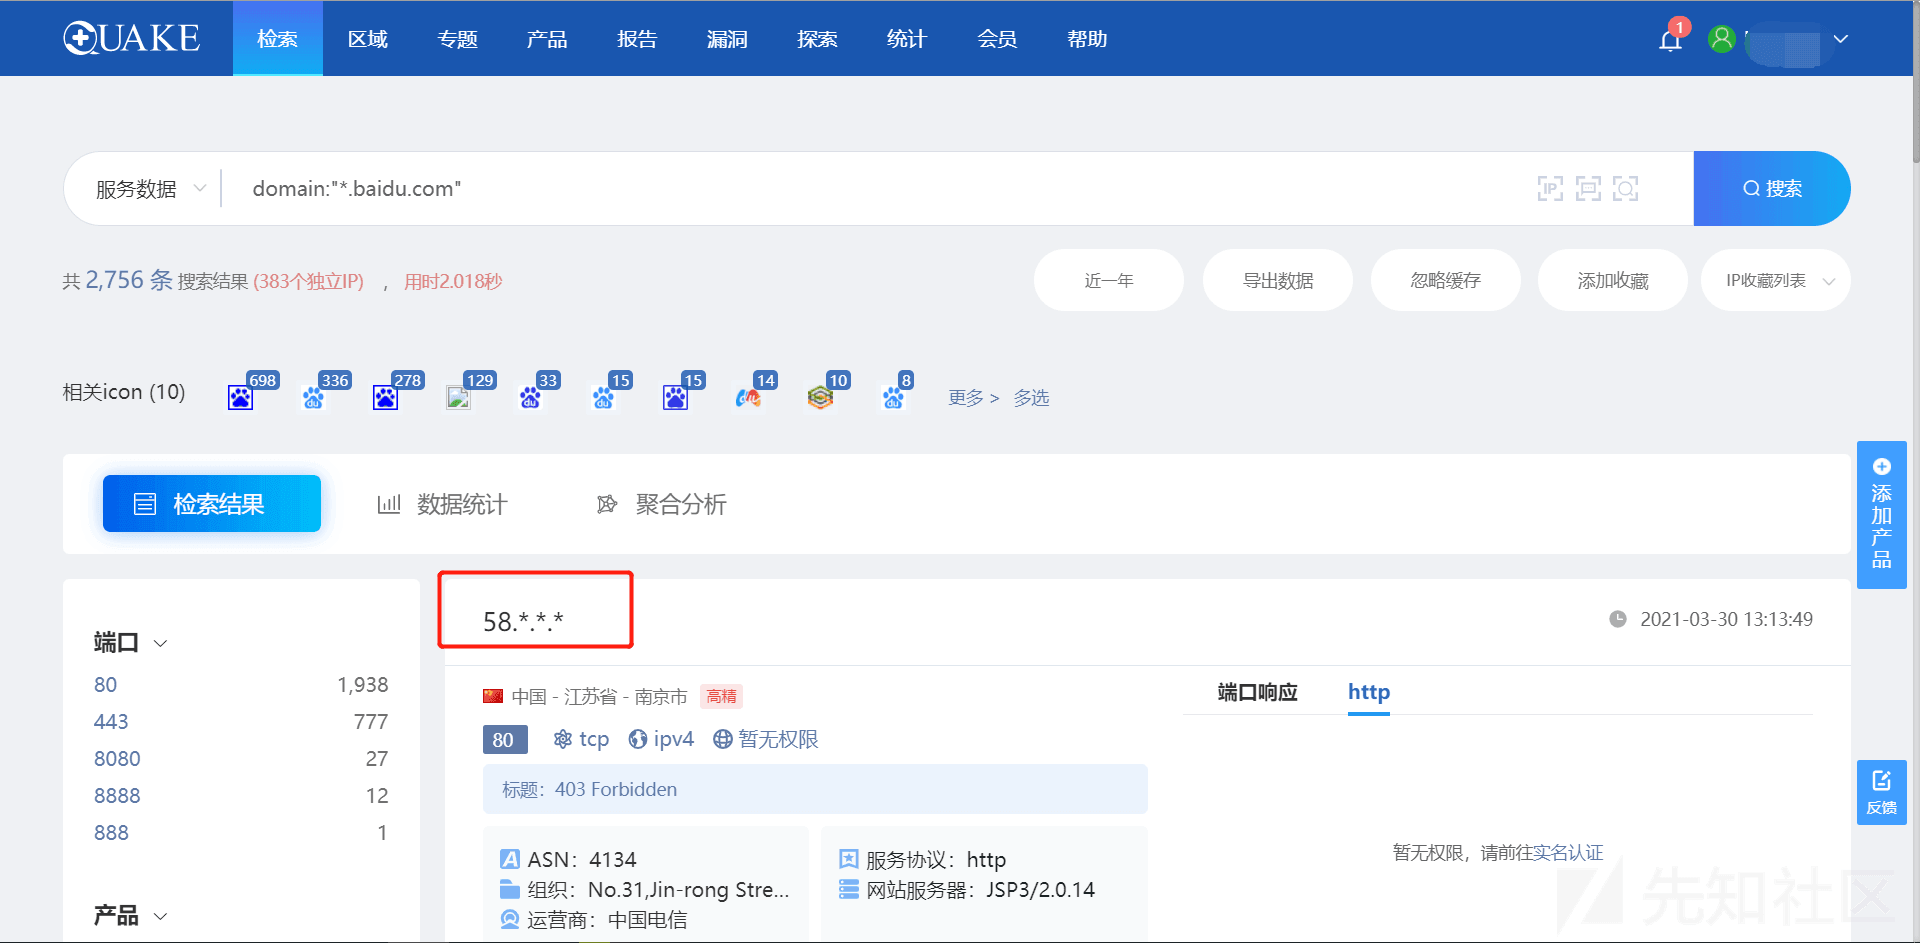 QUAKE 检索 区域 专题 产品 报告 漏洞 探索 统计 会员 帮助 1
服务数据 domain:"*.baidu.com" IP 搜索
共 2,756 条 搜索结果 (383个独立IP) ， 用时2.018秒 近一年 导出数据 忽略缓存 添加收藏 IP收藏列表
相关icon (10) 698 336 278 129 33 15 15 14 10 8 更多 > 多选
检索结果 数据统计 聚合分析
添加产品
58.*.*.* 2021-03-30 13:13:49
端口
80 1,938
443 777
8080 27
8888 12
888 1
产品
中国 - 江苏省 - 南京市 高精
80 tcp ipv4 暂无权限
标题：403 Forbidden
ASN：4134
组织：No.31,Jin-rong Stre...
运营商：中国电信
服务协议：http
网站服务器：JSP3/2.0.14
端口响应 http
暂无权限，请前往实名认证
反馈
先知社区